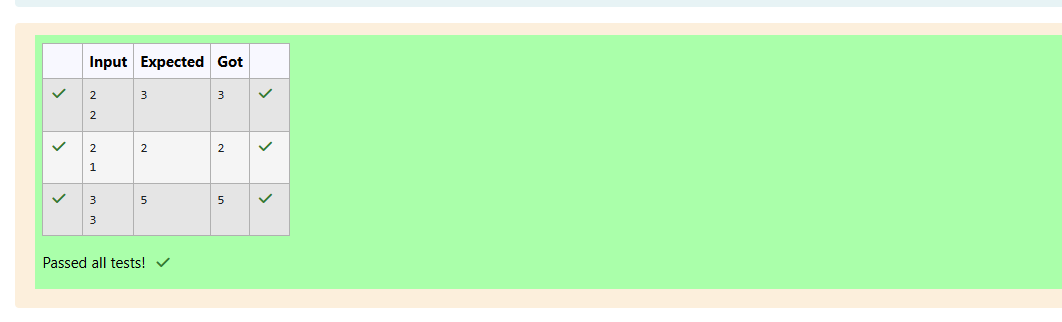 Input Expected Got
2 3 3
2
2 2 2
1
3 5 5
3
Passed all tests!